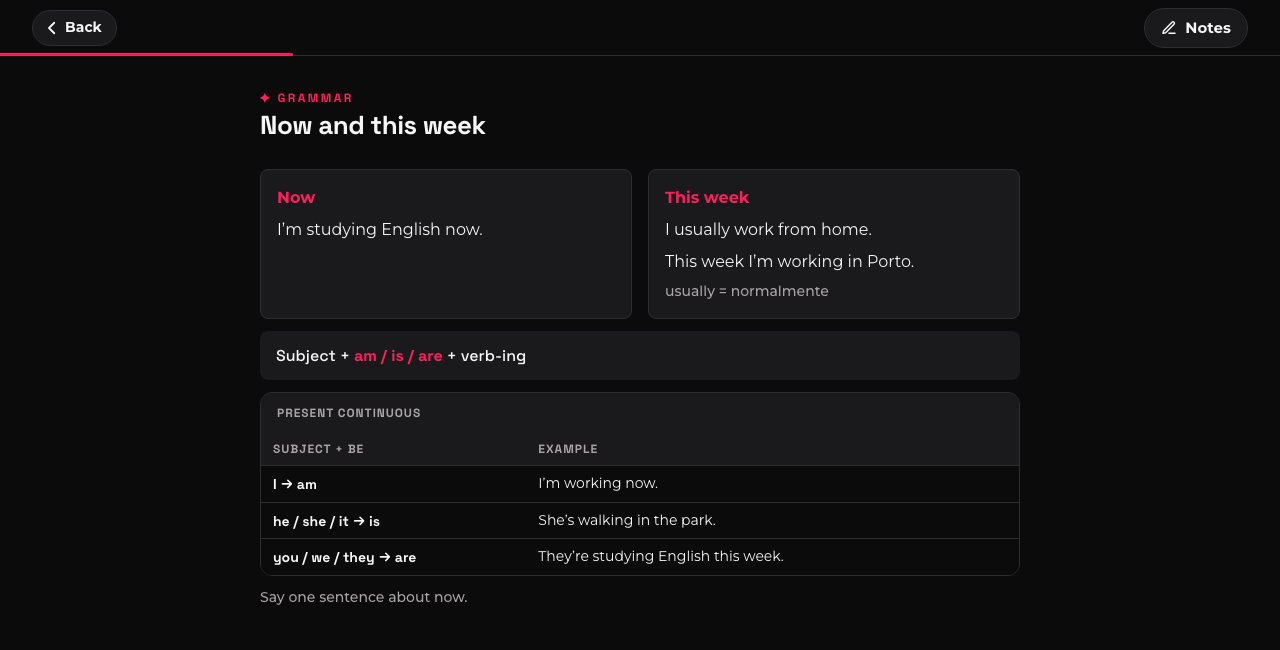 Back
Notes
GRAMMAR
Now and this week
Now
I’m studying English now.
This week
I usually work from home.
This week I’m working in Porto.
usually = normalmente
Subject + am / is / are + verb-ing
PRESENT CONTINUOUS
SUBJECT + BE EXAMPLE
I → am I’m working now.
he / she / it → is She’s walking in the park.
you / we / they → are They’re studying English this week.
Say one sentence about now.